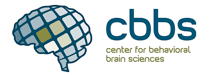 cbbs
center for behavioral
brain sciences